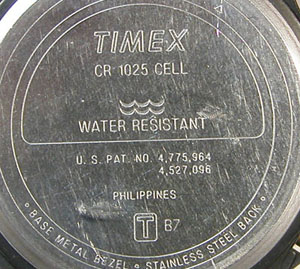 TIMEX
CR 1025 CELL
WATER RESISTANT
U.S. PAT. NO. 4,775,964
4,527,096
PHILIPPINES
T B7
• BASE METAL BEZEL • STAINLESS STEEL BACK •